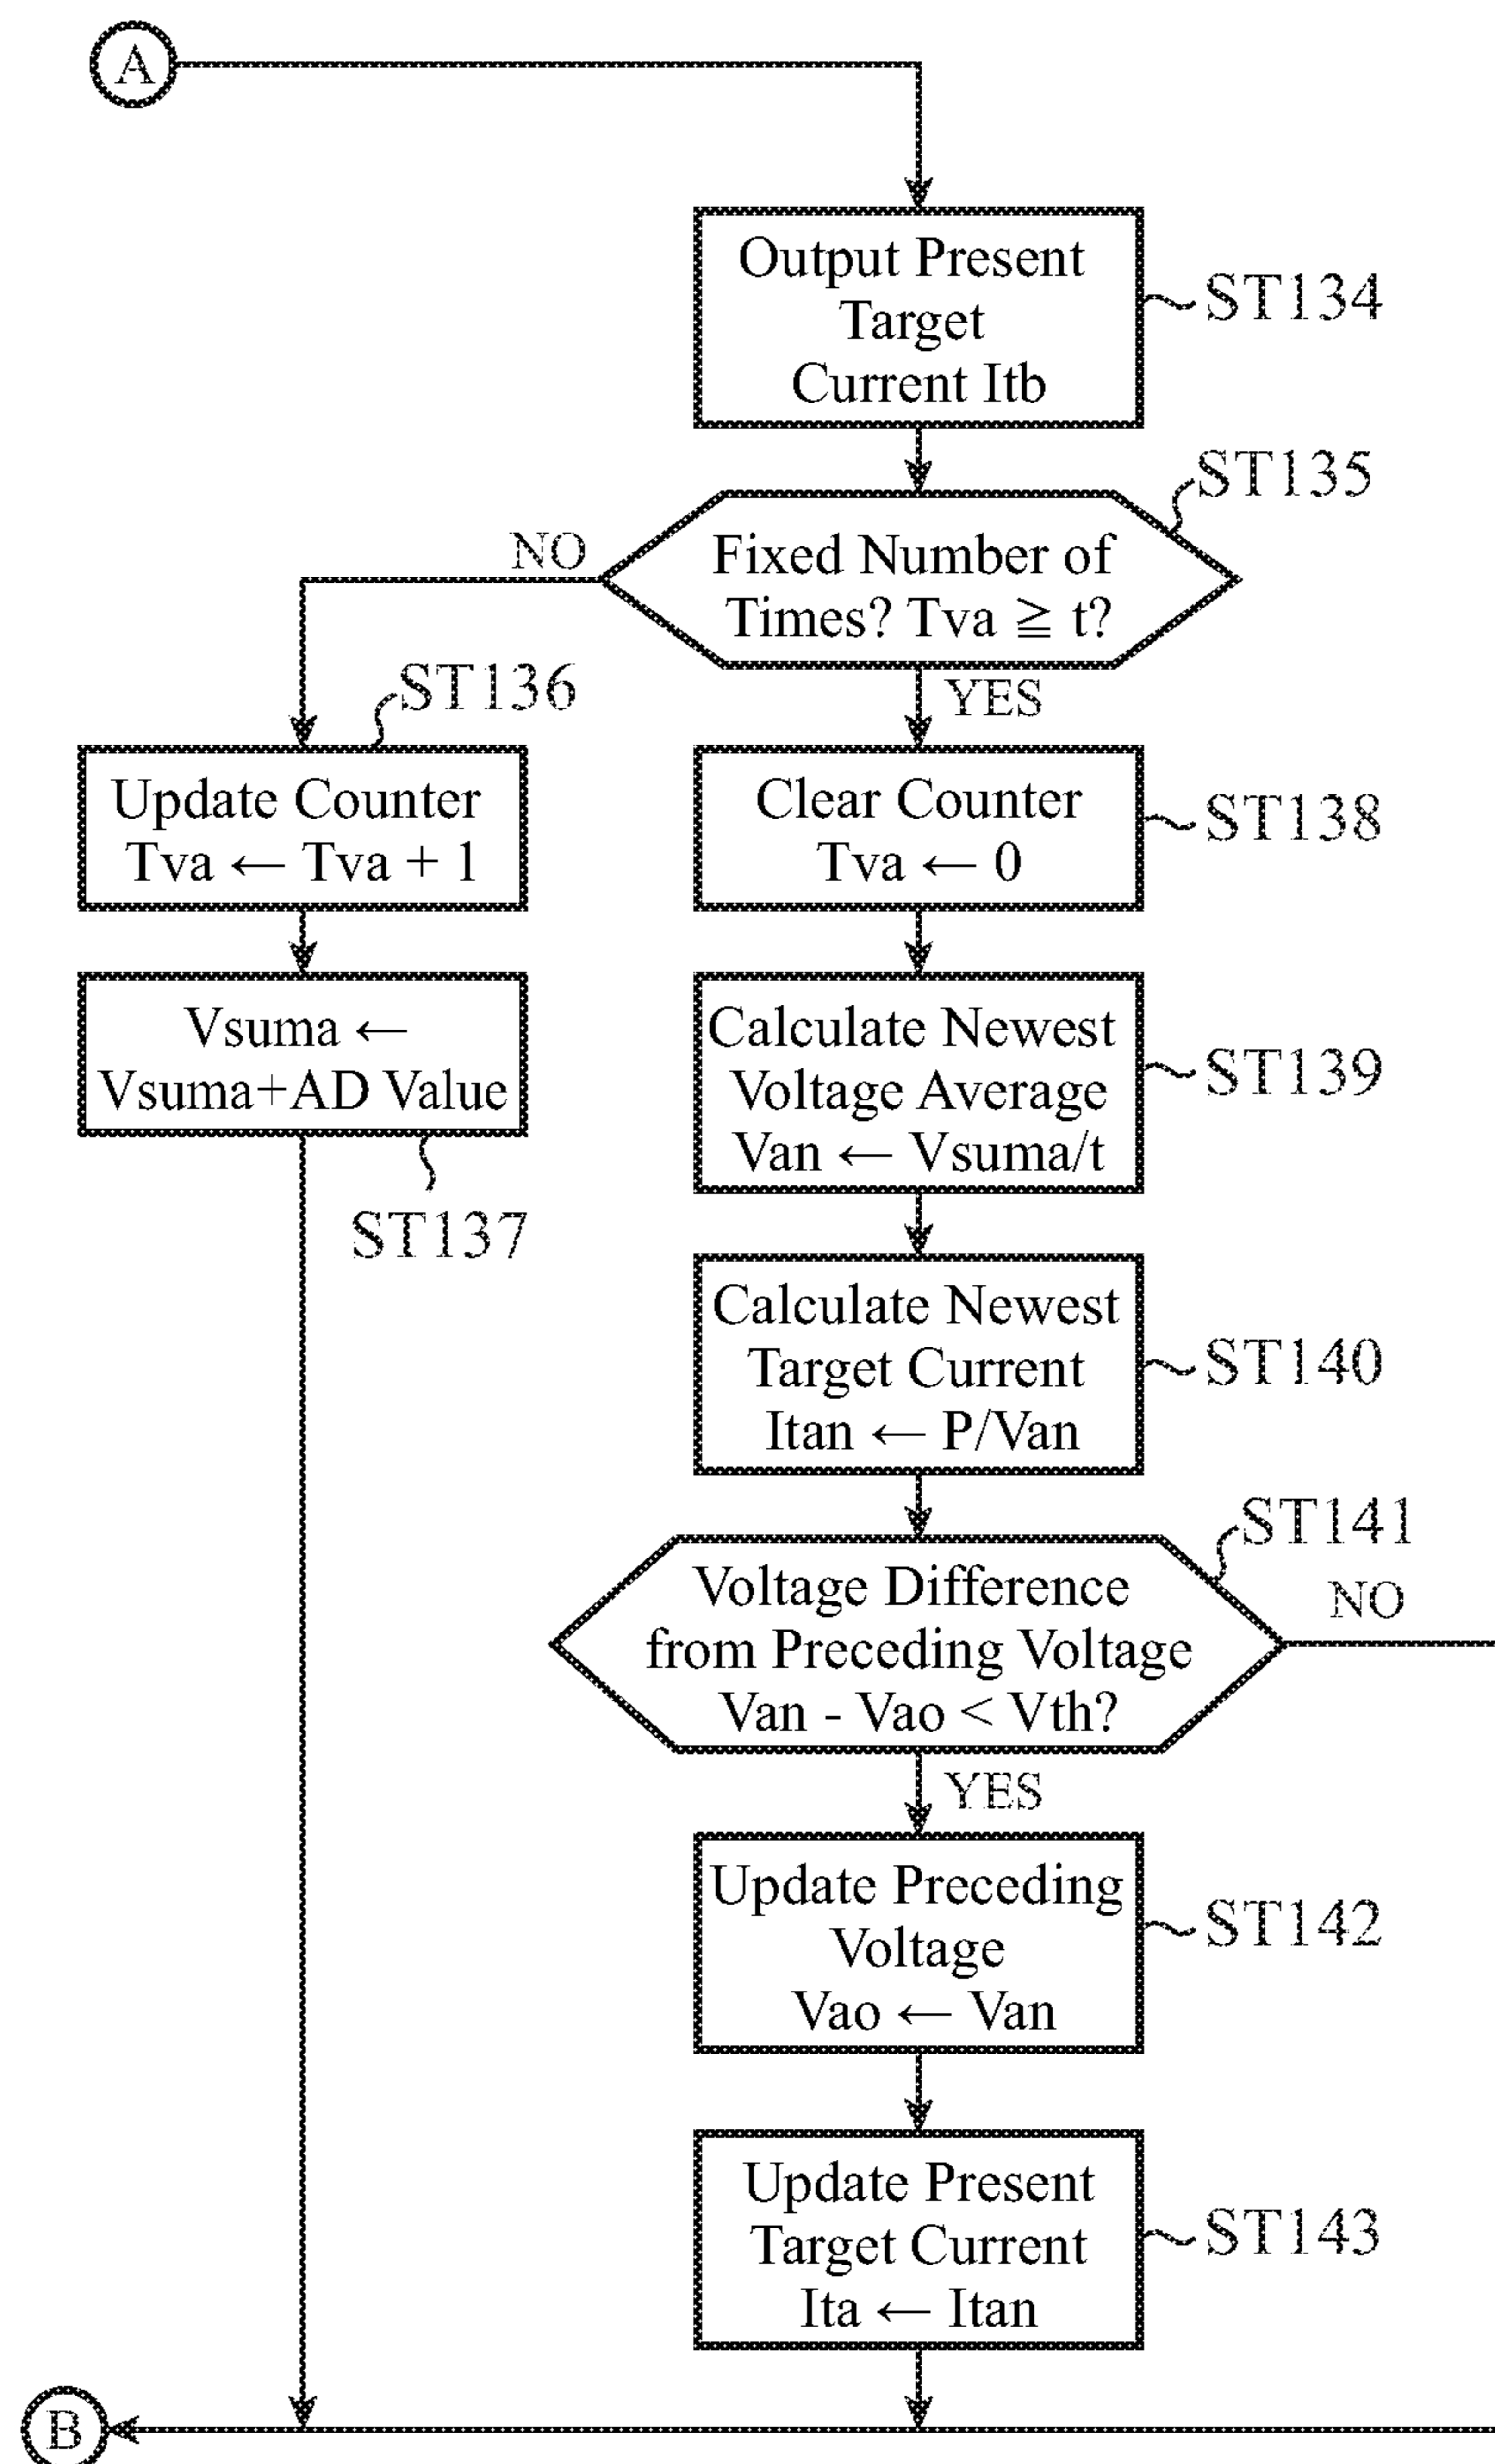 A
Output Present
Target
Current Itb
ST134
ST135
Fixed Number of
Times? Tva ≧ t?
NO
YES
ST136
Update Counter
Tva ← Tva + 1
Vsuma ←
Vsuma+AD Value
ST137
Clear Counter
Tva ← 0
ST138
Calculate Newest
Voltage Average
Van ← Vsuma/t
ST139
Calculate Newest
Target Current
Itan ← P/Van
ST140
ST141
Voltage Difference
from Preceding Voltage
Van - Vao < Vth?
NO
YES
Update Preceding
Voltage
Vao ← Van
ST142
Update Present
Target Current
Ita ← Itan
ST143
B